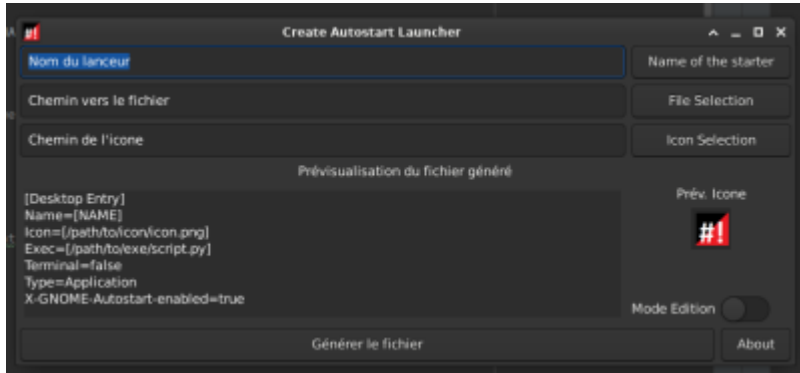 Create Autostart Launcher
Nom du lanceur
Name of the starter
Chemin vers le fichier
File Selection
Chemin de l'icone
Icon Selection
Prévisualisation du fichier généré
[Desktop Entry]
Name=[NAME]
Icon=[/path/to/icon/icon.png]
Exec=[/path/to/exe/script.py]
Terminal=false
Type=Application
X-GNOME-Autostart-enabled=true
Prév. Icone
#!
Mode Edition
Générer le fichier
About